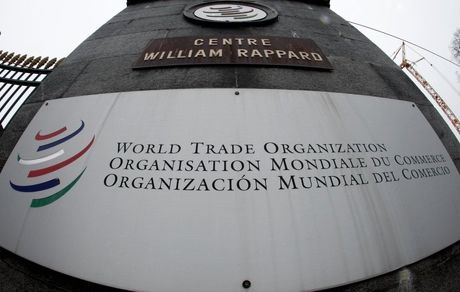 CENTRE
WILLIAM RAPPARD
WORLD TRADE ORGANIZATION
ORGANISATION MONDIALE DU COMMERCE
ORGANIZACIÓN MUNDIAL DEL COMERCIO